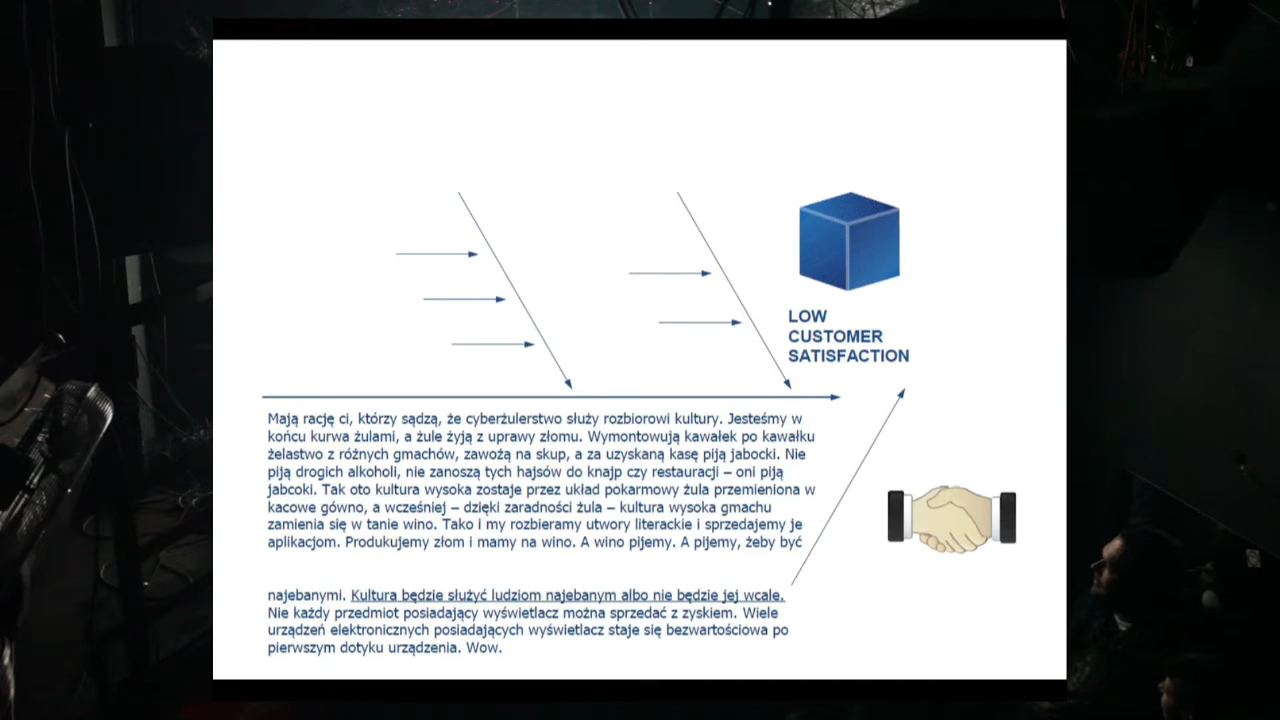 LOW
CUSTOMER
SATISFACTION
Mają rację ci, którzy sądzą, że cyberżulerstwo służy rozbiorowi kultury. Jesteśmy w
końcu kurwa żulami, a żule żyją z uprawy złomu. Wymontowują kawałek po kawałku
żelastwo z różnych gmachów, zawożą na skup, a za uzyskaną kasę piją jabocki. Nie
piją drogich alkoholi, nie zanoszą tych hajsów do knajp czy restauracji – oni piją
jabcoki. Tak oto kultura wysoka zostaje przez układ pokarmowy żula przemieniona w
kacowe gówno, a wcześniej – dzięki zaradności żula – kultura wysoka gmachu
zamienia się w tanie wino. Tako i my rozbieramy utwory literackie i sprzedajemy je
aplikacjom. Produkujemy złom i mamy na wino. A wino pijemy. A pijemy, żeby być
najebanymi. Kultura będzie służyć ludziom najebanym albo nie będzie jej wcale.
Nie każdy przedmiot posiadający wyświetlacz można sprzedać z zyskiem. Wiele
urządzeń elektronicznych posiadających wyświetlacz staje się bezwartościowa po
pierwszym dotyku urządzenia. Wow.